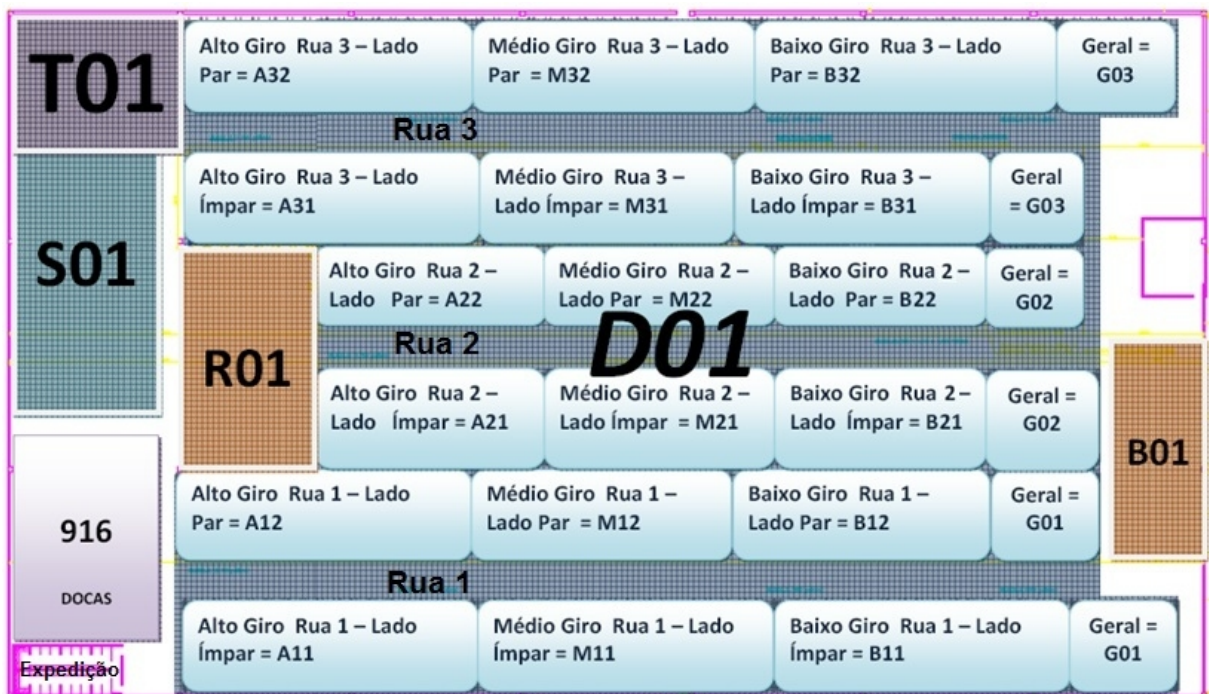 T01
Alto Giro Rua 3 – Lado
Par = A32
Médio Giro Rua 3 – Lado
Par = M32
Baixo Giro Rua 3 – Lado
Par = B32
Geral =
G03
Rua 3
Alto Giro Rua 3 – Lado
Ímpar = A31
Médio Giro Rua 3 –
Lado Ímpar = M31
Baixo Giro Rua 3 –
Lado Ímpar = B31
Geral
= G03
S01
R01
Alto Giro Rua 2 –
Lado Par = A22
Médio Giro Rua 2 –
Lado Par = M22
Baixo Giro Rua 2 –
Lado Par = B22
Geral =
G02
Rua 2
D01
Alto Giro Rua 2 –
Lado Ímpar = A21
Médio Giro Rua 2 –
Lado Ímpar = M21
Baixo Giro Rua 2 –
Lado Ímpar = B21
Geral =
G02
B01
Alto Giro Rua 1 – Lado
Par = A12
Médio Giro Rua 1 –
Lado Par = M12
Baixo Giro Rua 1 –
Lado Par = B12
Geral =
G01
916
DOCAS
Rua 1
Alto Giro Rua 1 – Lado
Ímpar = A11
Médio Giro Rua 1 – Lado
Ímpar = M11
Baixo Giro Rua 1 – Lado
Ímpar = B11
Geral =
G01
Expedição